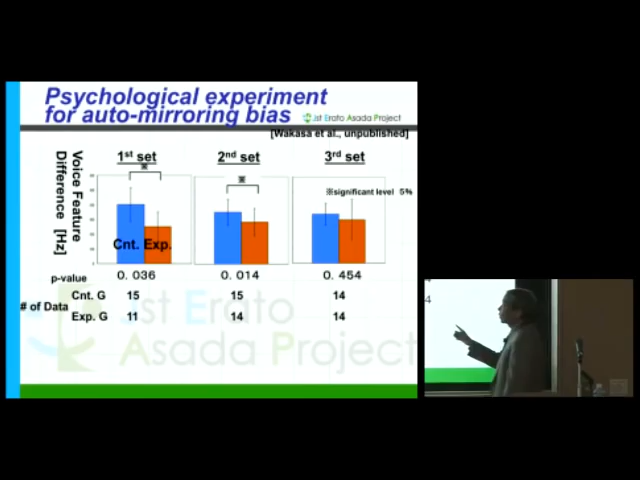 Psychological experiment
for auto-mirroring bias
Jst Erato Asada Project
[Wakasa et al., unpublished]
1st set 2nd set 3rd set
Voice Feature
Difference [Hz]
※ ※ ※significant level 5%
Cnt. Exp.
p-value 0.036 0.014 0.454
# of Data
Cnt. G 15 15 14
Exp. G 11 14 14
Jst Erato
Asada Project
4